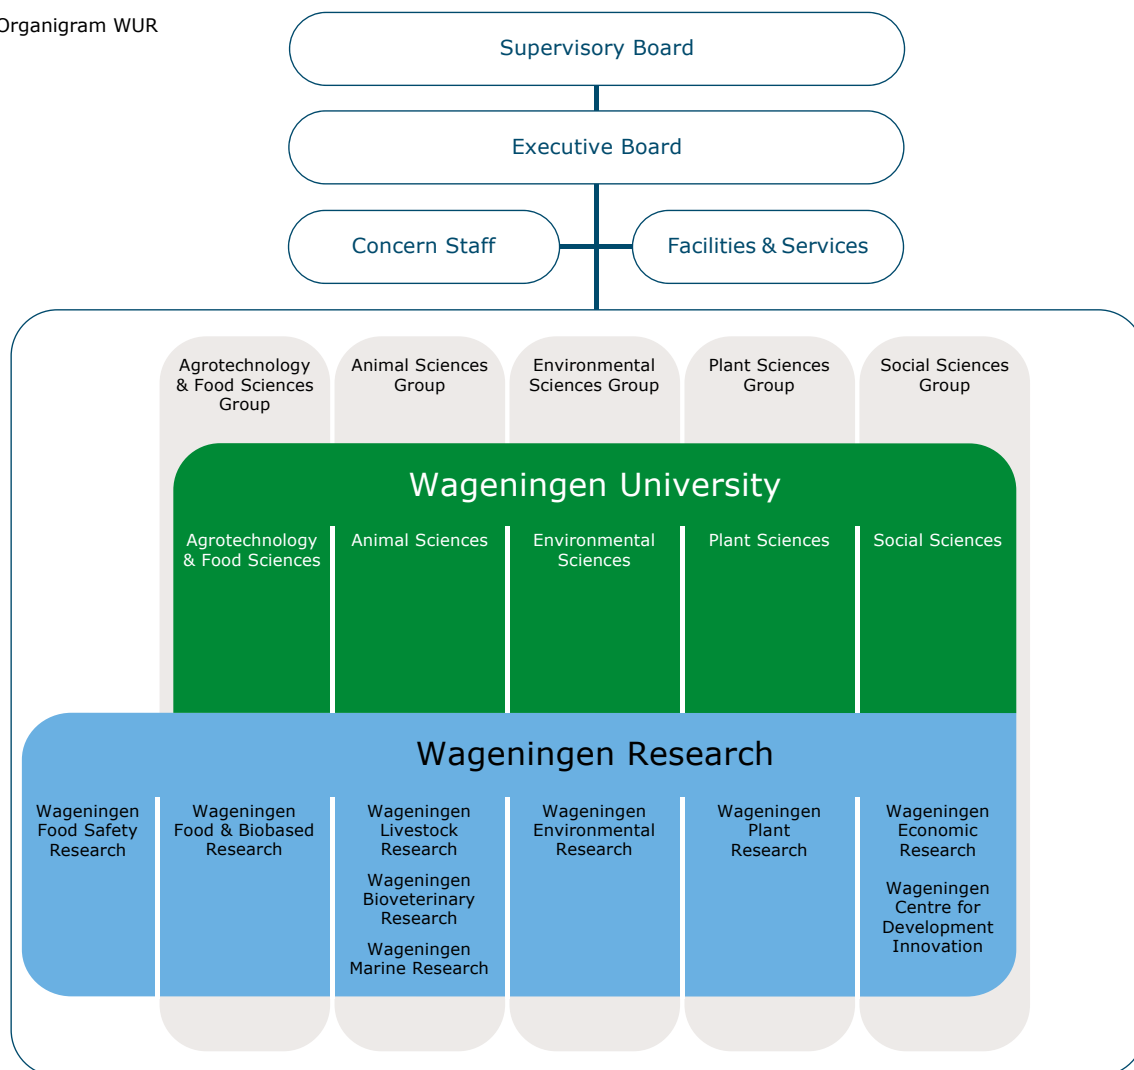 Organigram WUR
Supervisory Board
Executive Board
Concern Staff
Facilities & Services
Agrotechnology
& Food Sciences
Group
Animal Sciences
Group
Environmental
Sciences Group
Plant Sciences
Group
Social Sciences
Group
Wageningen University
Agrotechnology
& Food Sciences
Animal Sciences
Environmental
Sciences
Plant Sciences
Social Sciences
Wageningen Research
Wageningen
Food Safety
Research
Wageningen
Food & Biobased
Research
Wageningen
Livestock
Research
Wageningen
Bioveterinary
Research
Wageningen
Marine Research
Wageningen
Environmental
Research
Wageningen
Plant
Research
Wageningen
Economic
Research
Wageningen
Centre for
Development
Innovation